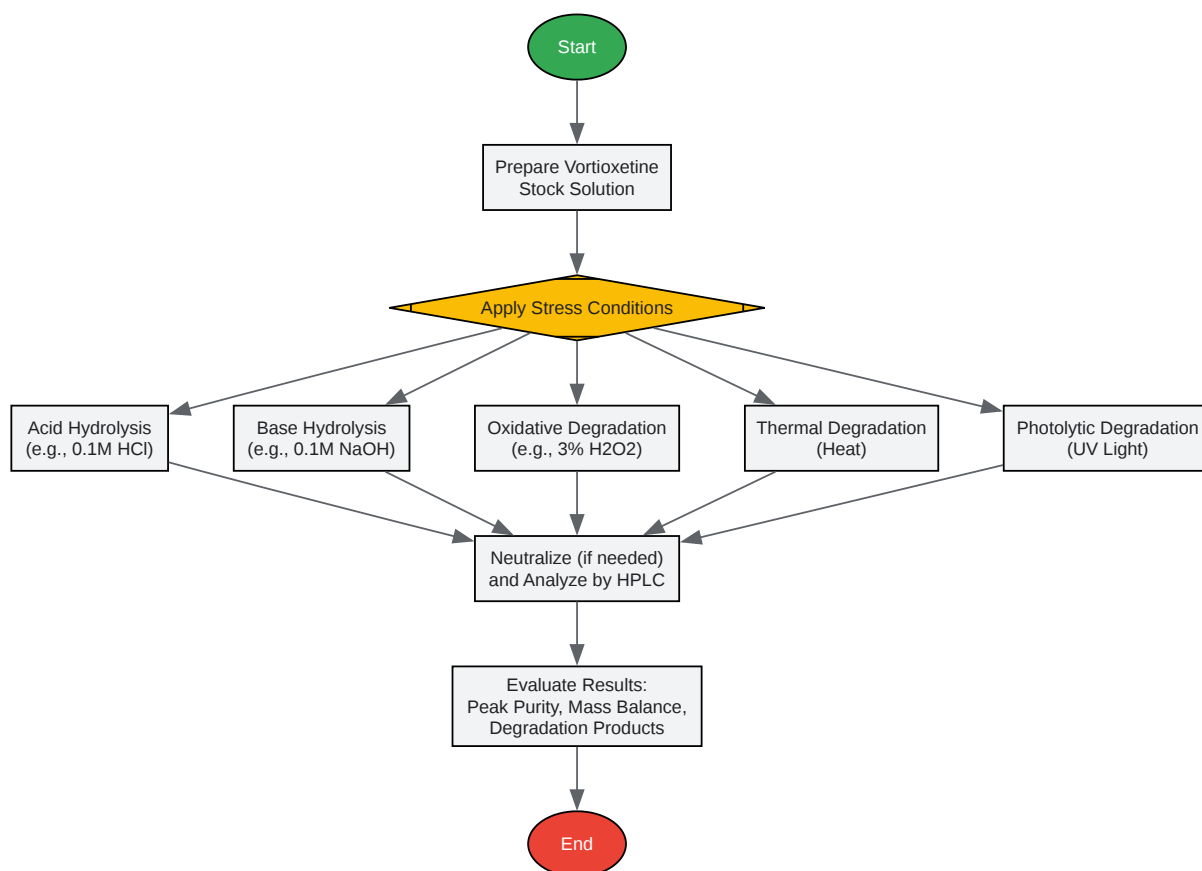 Start
Prepare Vortioxetine
Stock Solution
Apply Stress Conditions
Acid Hydrolysis
(e.g., 0.1M HCl)
Base Hydrolysis
(e.g., 0.1M NaOH)
Oxidative Degradation
(e.g., 3% H2O2)
Thermal Degradation
(Heat)
Photolytic Degradation
(UV Light)
Neutralize (if needed)
and Analyze by HPLC
Evaluate Results:
Peak Purity, Mass Balance,
Degradation Products
End